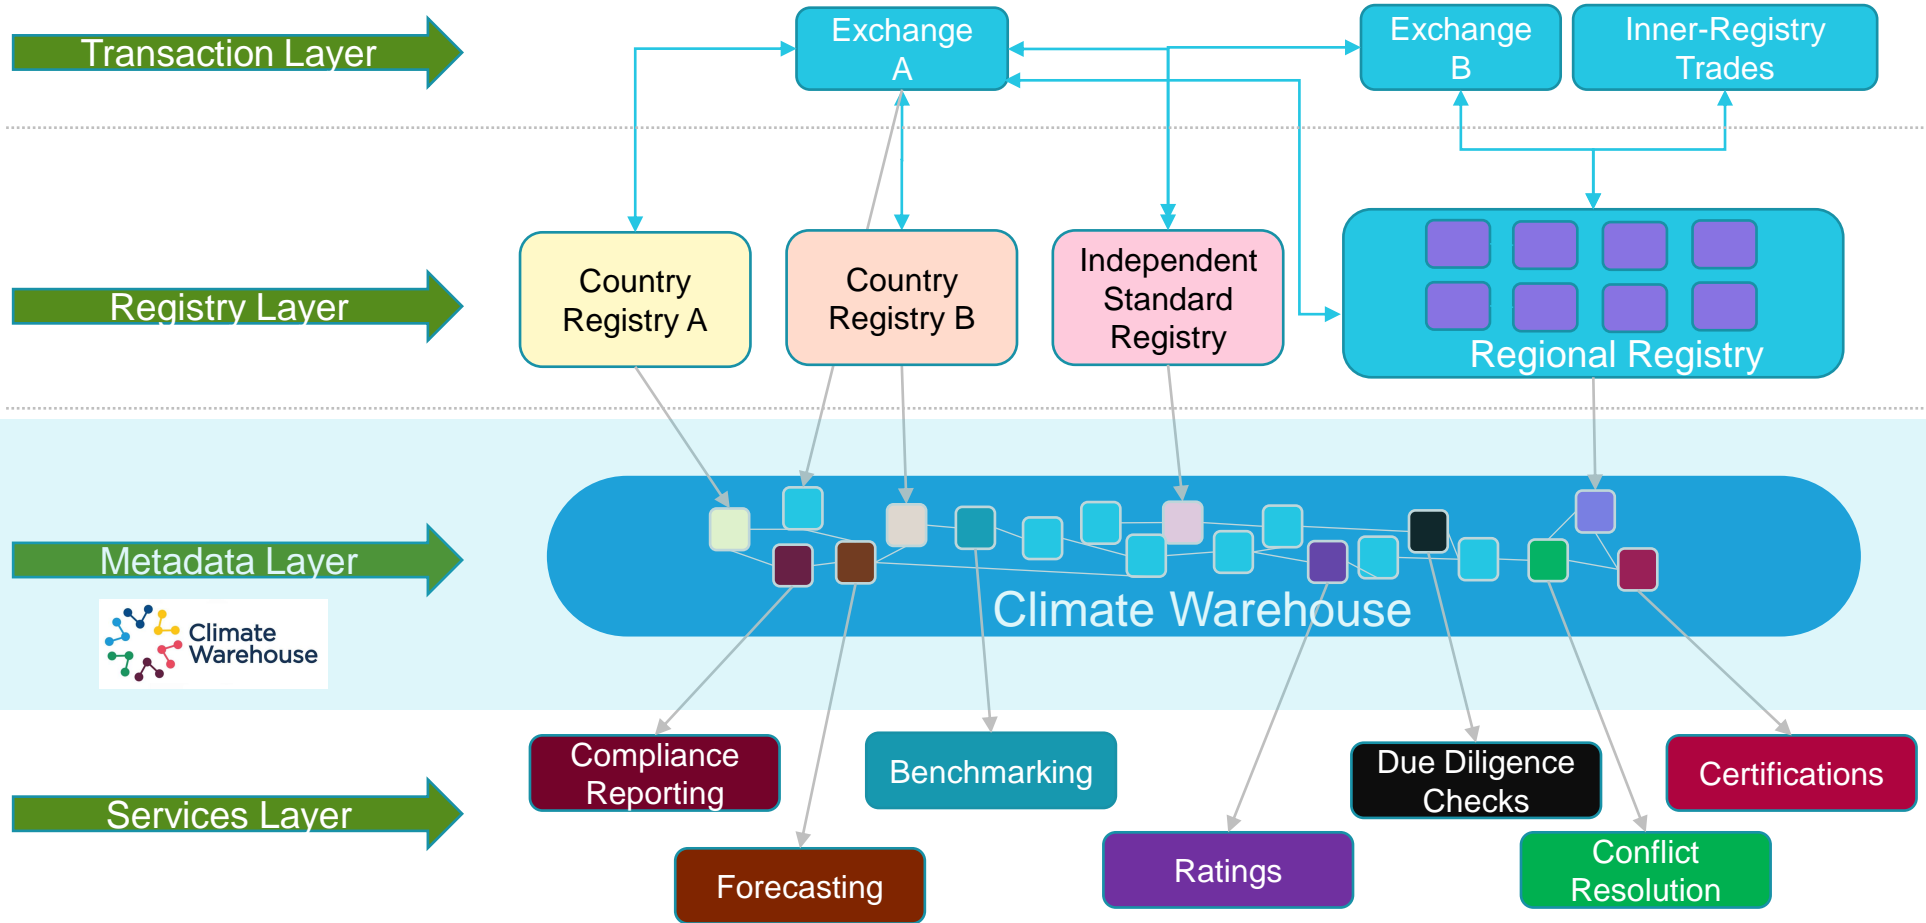 Transaction Layer
Exchange
A
Exchange
B
Inner-Registry
Trades
Registry Layer
Country
Registry A
Country
Registry B
Independent
Standard
Registry
Regional Registry
Metadata Layer
Climate Warehouse
Climate
Warehouse
Services Layer
Compliance
Reporting
Benchmarking
Due Diligence
Checks
Certifications
Forecasting
Ratings
Conflict
Resolution